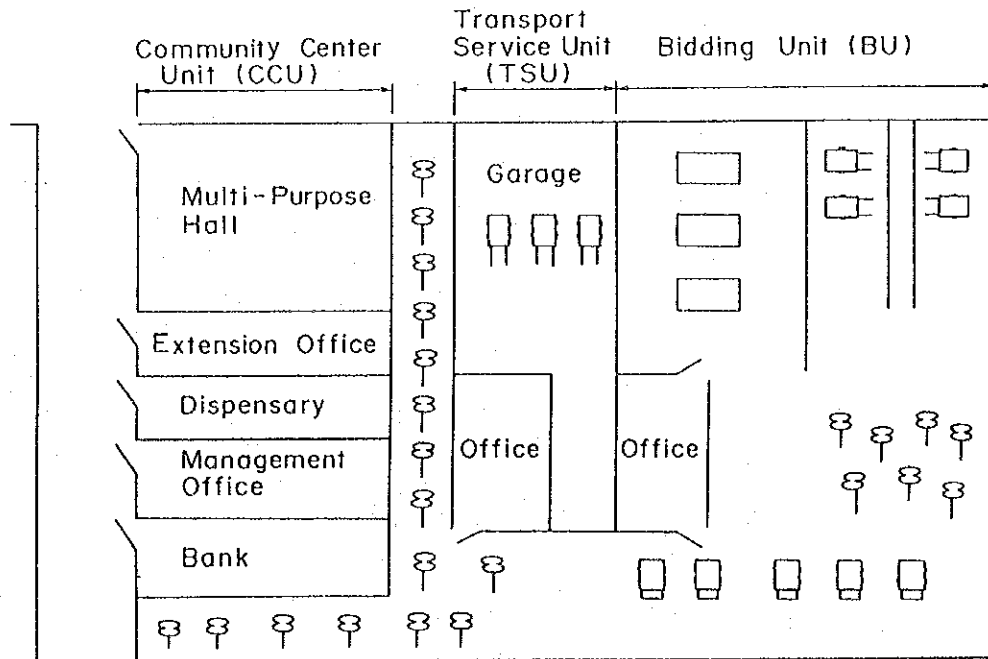 Community Center
Unit (CCU)
Transport
Service Unit
(TSU)
Bidding Unit (BU)
Multi-Purpose
Hall
Garage
Extension Office
Dispensary
Management
Office
Office
Office
Bank